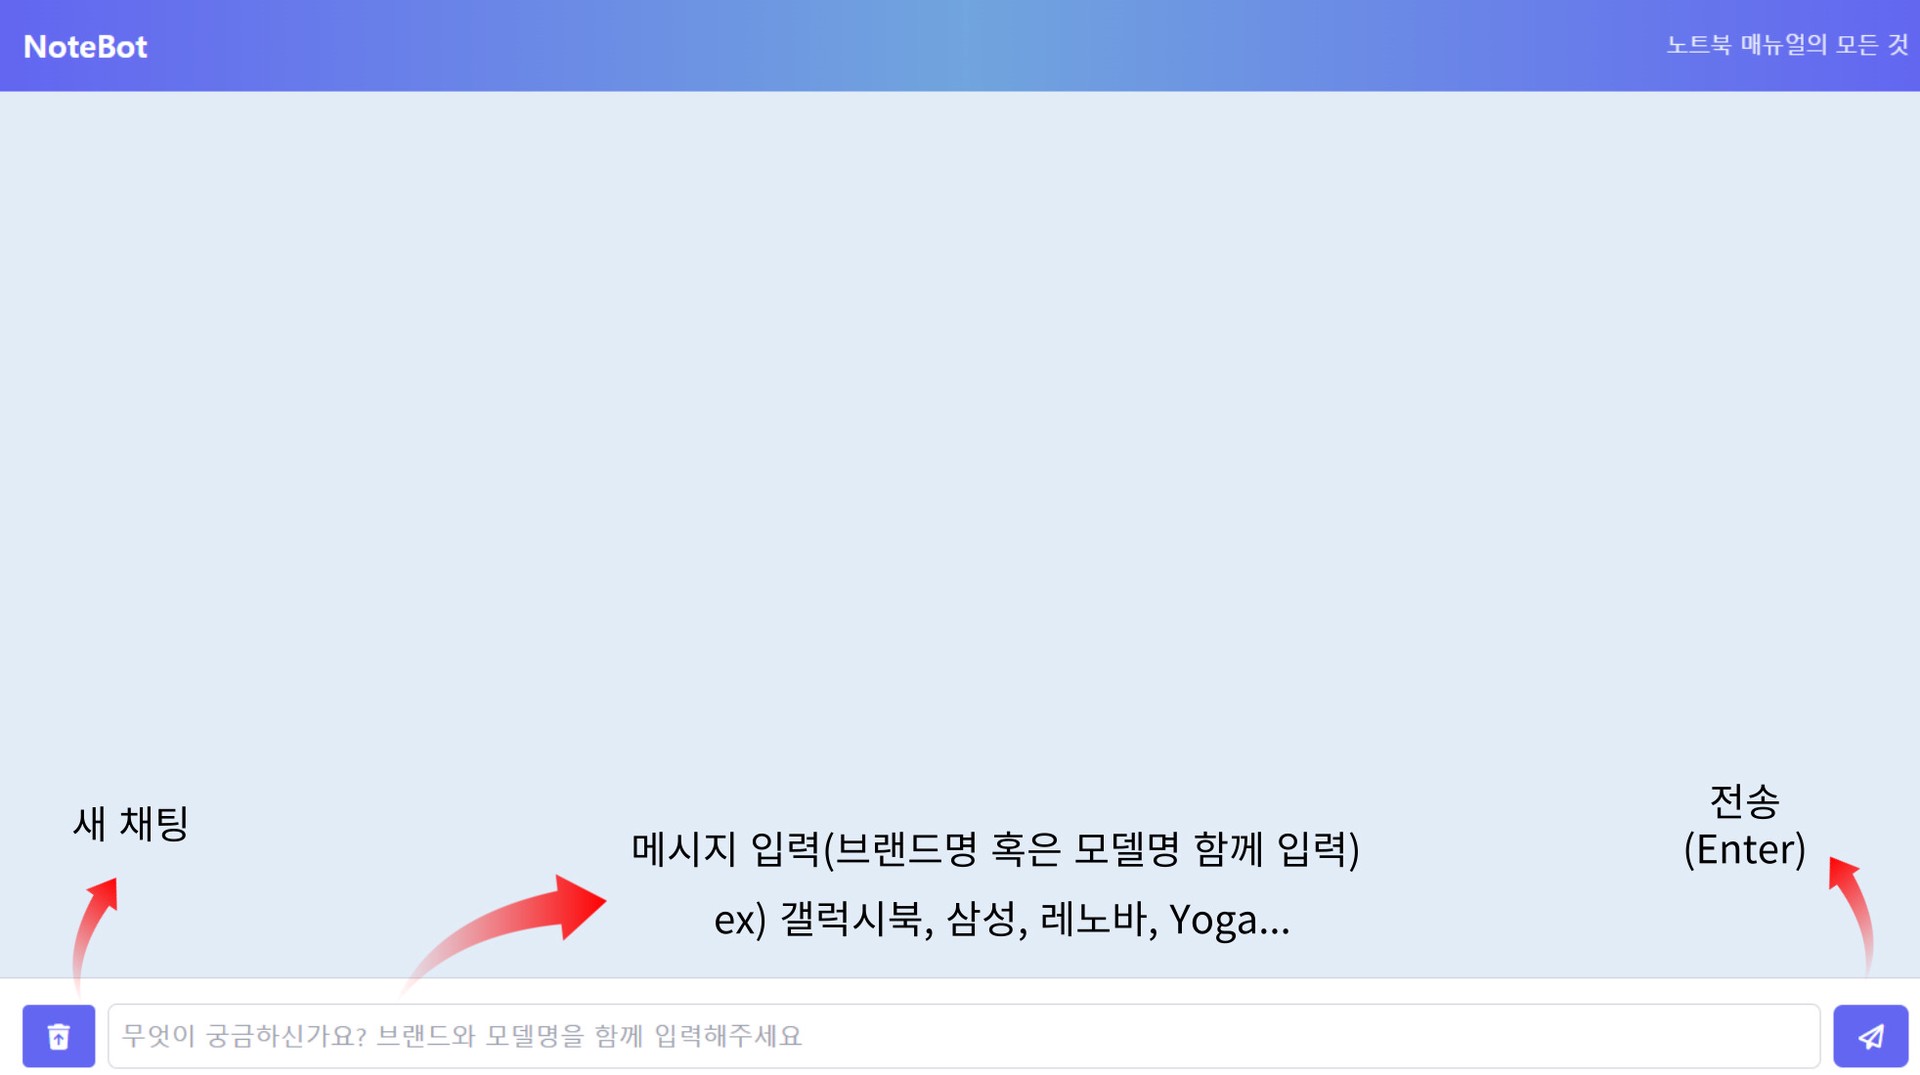 NoteBot
노트북 매뉴얼의 모든 것
새 채팅
메시지 입력(브랜드명 혹은 모델명 함께 입력)
ex) 갤럭시북, 삼성, 레노바, Yoga...
전송
(Enter)
무엇이 궁금하신가요? 브랜드와 모델명을 함께 입력해주세요